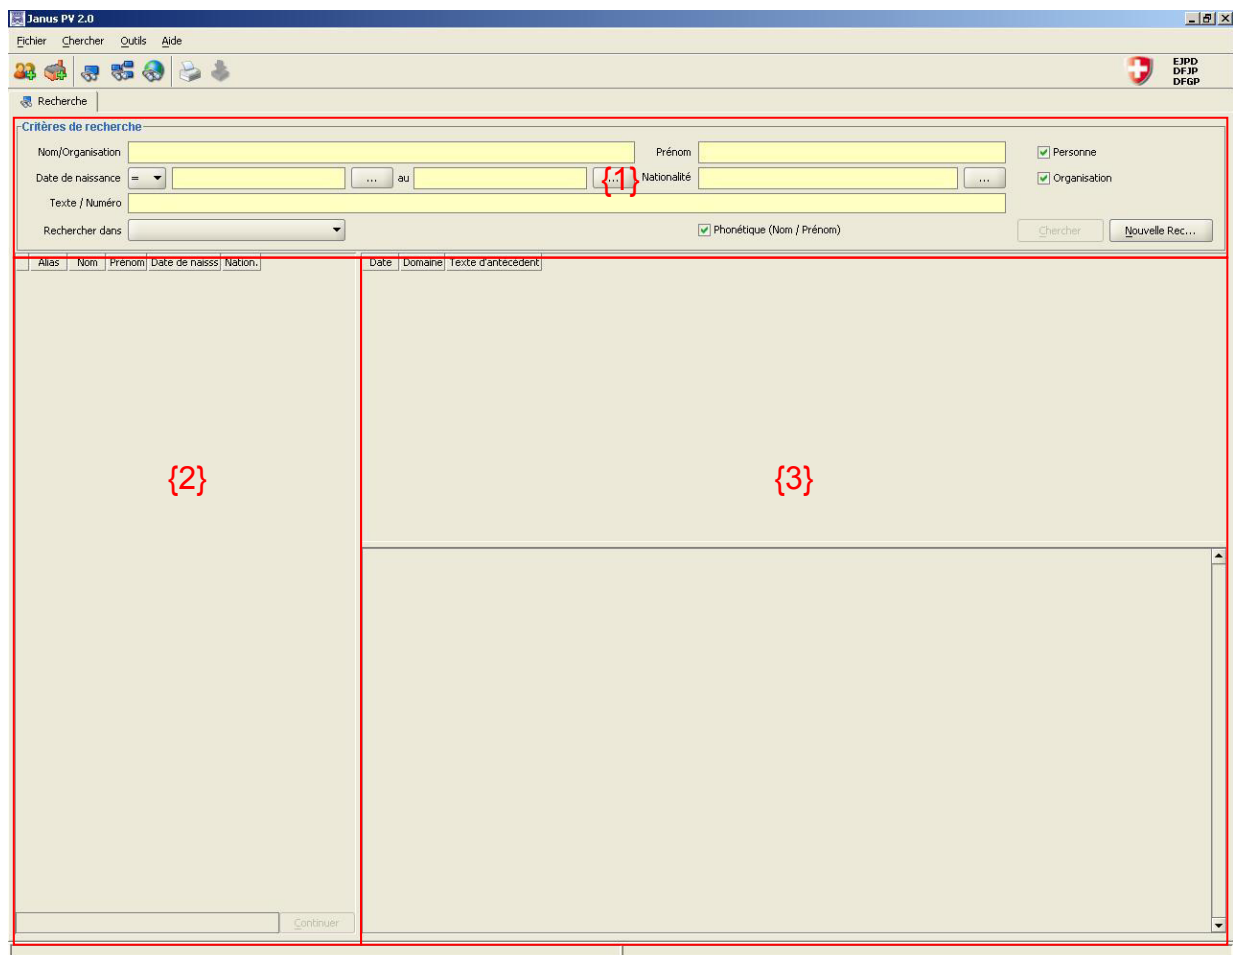 Janus PV 2.0
Fichier Chercher Outils Aide
EJPD
DFJP
DFGP
Recherche
Critères de recherche
Nom/Organisation Prénom Personne
Date de naissance = ... au ... {1} Nationalité ... Organisation
Texte / Numéro
Rechercher dans Phonétique (Nom / Prénom) Chercher Nouvelle Rec...
Alias Nom Prénom Date de naisss Nation. Date Domaine Texte d'antécédent
{2} {3}
Continuer